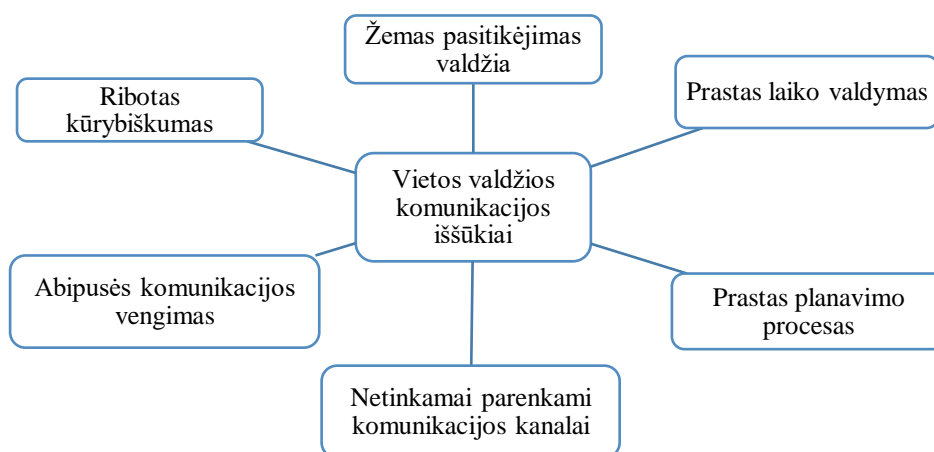 Žemas pasitikėjimas
valdžia
Ribotas
kūrybiškumas
Prastas laiko valdymas
Vietos valdžios
komunikacijos
iššūkiai
Abipusės komunikacijos
vengimas
Prastas planavimo
procesas
Netinkamai parenkami
komunikacijos kanalai